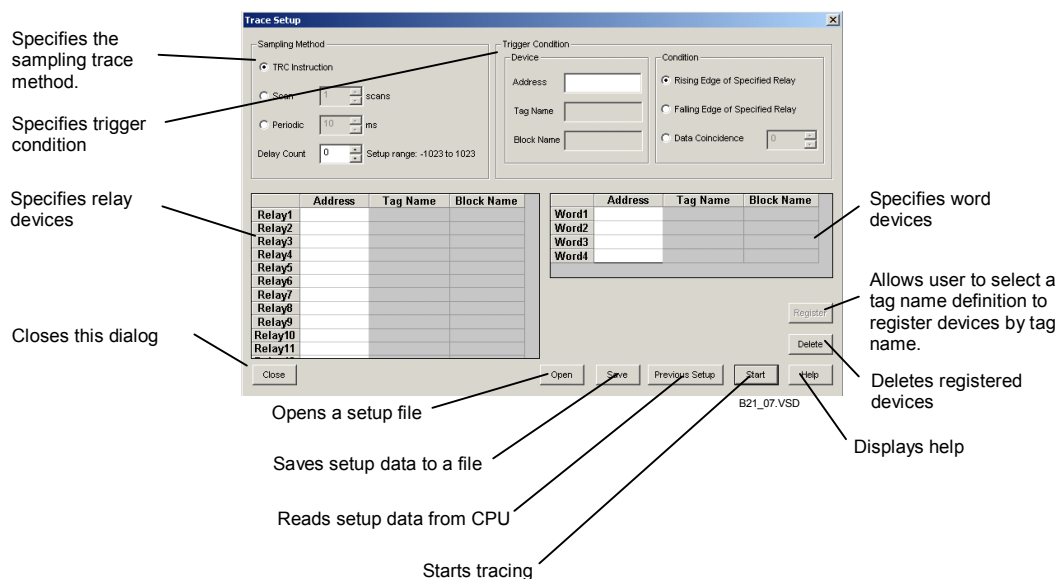 Trace Setup
Specifies the
sampling trace
method.
Specifies trigger
condition
Specifies relay
devices
Closes this dialog
Sampling Method
TRC Instruction
Scan 1 scans
Periodic 10 ms
Delay Count 0 Setup range: -1023 to 1023
Trigger Condition
Device
Address
Tag Name
Block Name
Condition
Rising Edge of Specified Relay
Falling Edge of Specified Relay
Data Coincidence 0
Address Tag Name Block Name
Relay1
Relay2
Relay3
Relay4
Relay5
Relay6
Relay7
Relay8
Relay9
Relay10
Relay11
Address Tag Name Block Name
Word1
Word2
Word3
Word4
Specifies word
devices
Allows user to select a
tag name definition to
register devices by tag
name.
Register
Delete
Close
Open
Save
Previous Setup
Start
Help
Deletes registered
devices
B21_07.VSD
Opens a setup file
Displays help
Saves setup data to a file
Reads setup data from CPU
Starts tracing